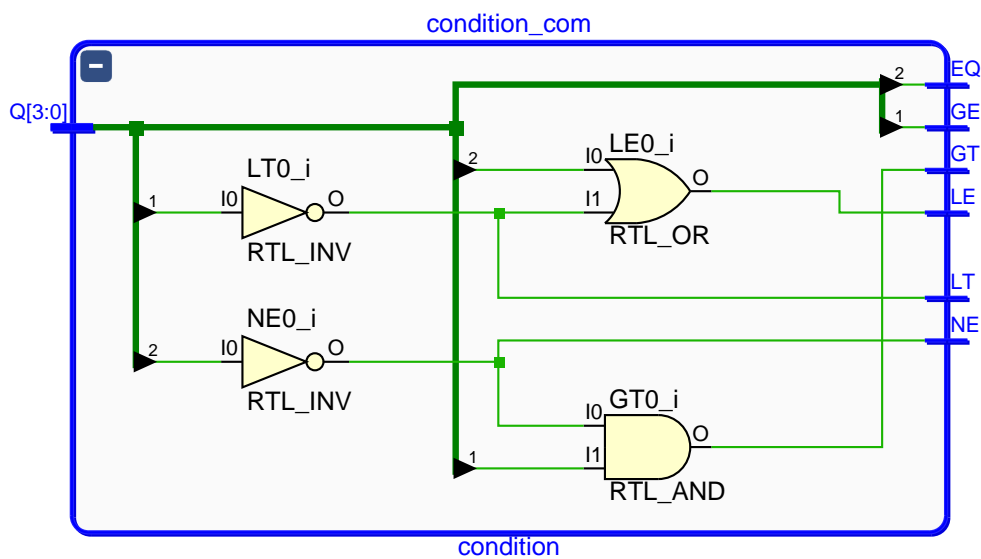 condition_com
2
EQ
Q[3:0]
1
GE
LE0_i
GT
2
I0
LT0_i
O
LE
1
I0
O
I1
RTL_INV
RTL_OR
LT
NE0_i
NE
2
I0
O
RTL_INV
GT0_i
I0
O
1
I1
RTL_AND
condition